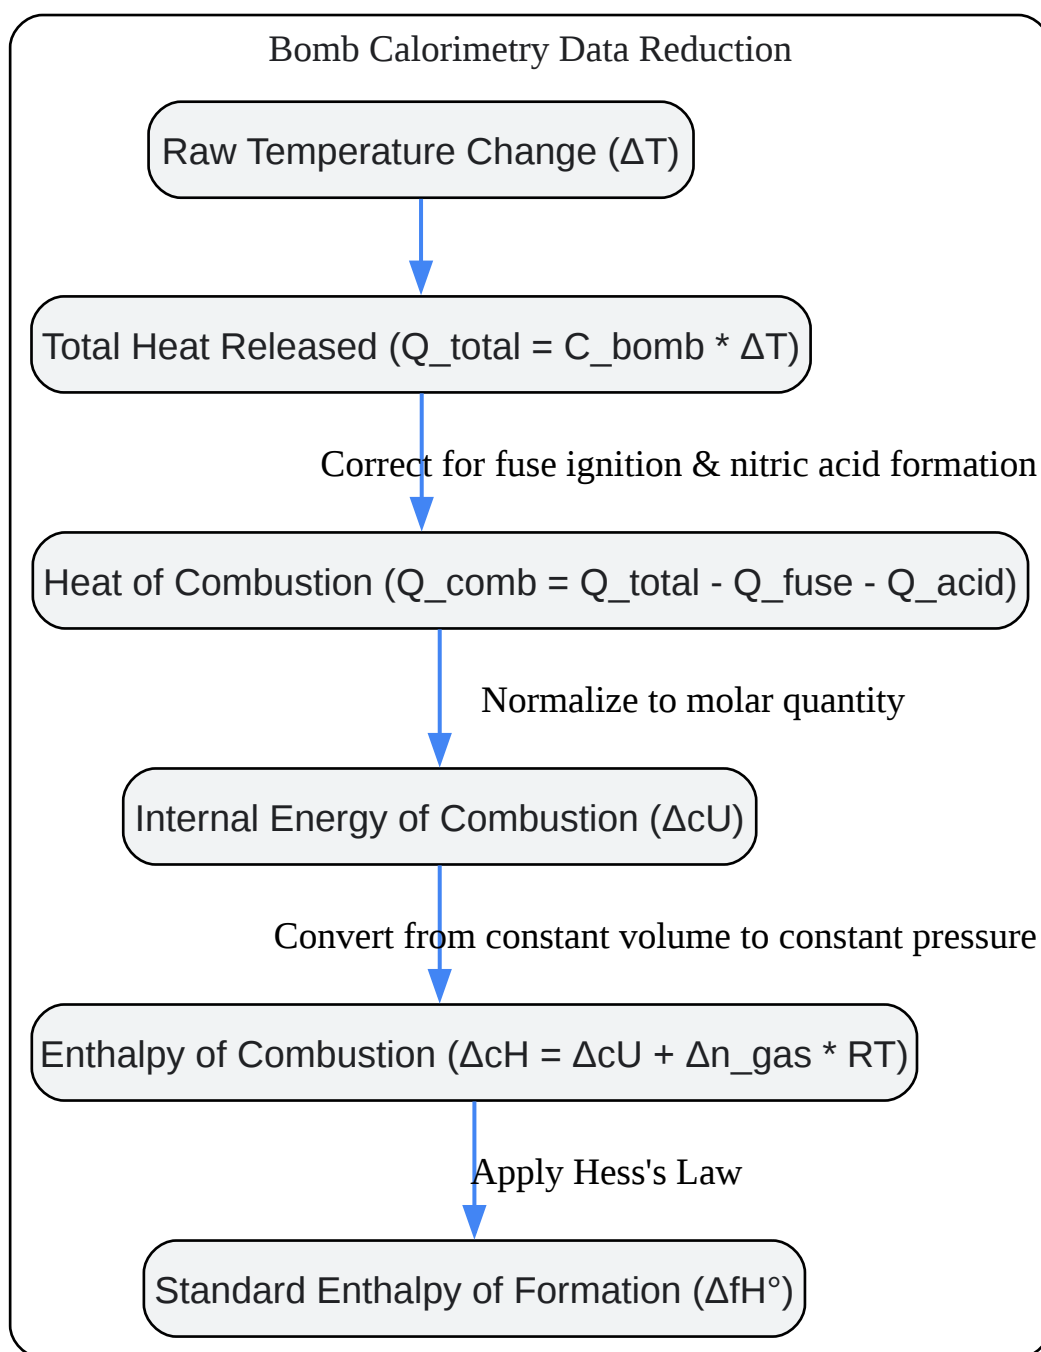 Bomb Calorimetry Data Reduction
Raw Temperature Change (ΔT)
Total Heat Released (Q_total = C_bomb * ΔT)
Correct for fuse ignition & nitric acid formation
Heat of Combustion (Q_comb = Q_total - Q_fuse - Q_acid)
Normalize to molar quantity
Internal Energy of Combustion (ΔcU)
Convert from constant volume to constant pressure
Enthalpy of Combustion (ΔcH = ΔcU + Δn_gas * RT)
Apply Hess's Law
Standard Enthalpy of Formation (ΔfH°)